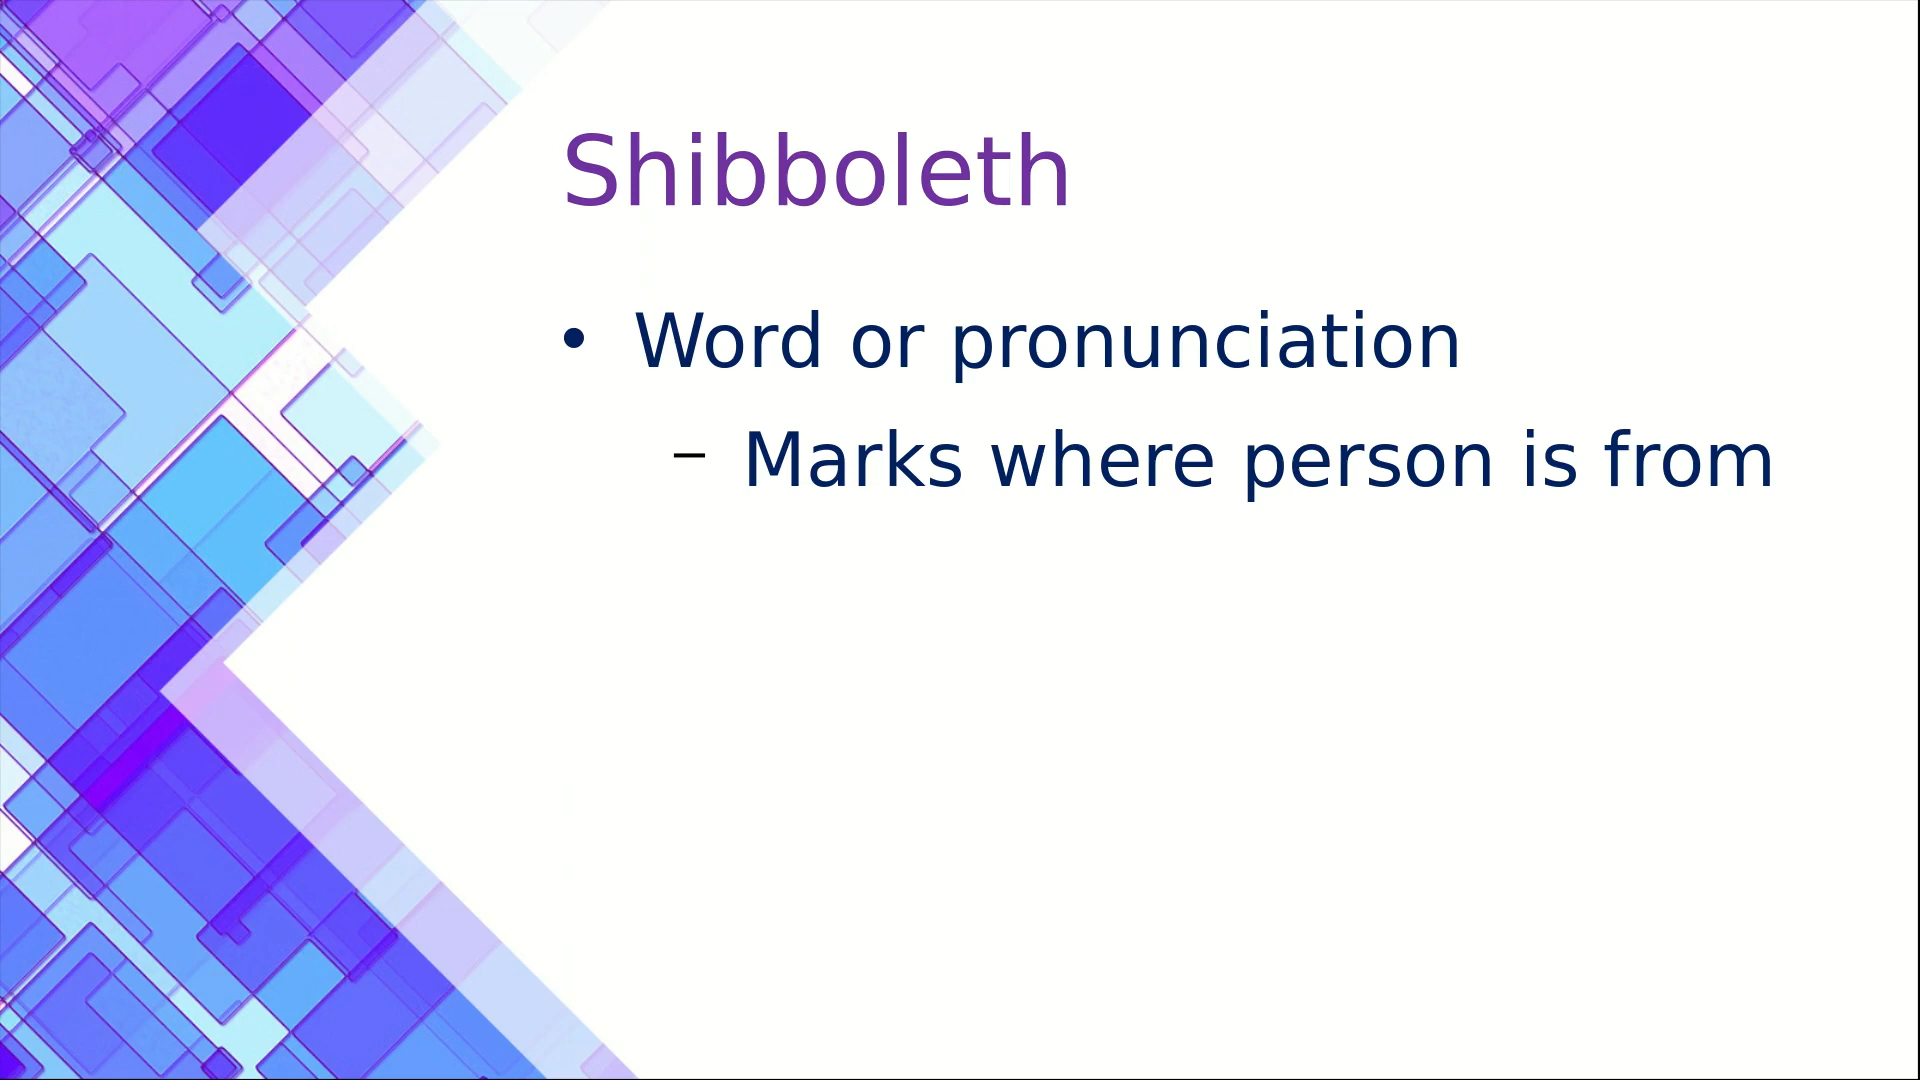 Shibboleth
• Word or pronunciation
– Marks where person is from